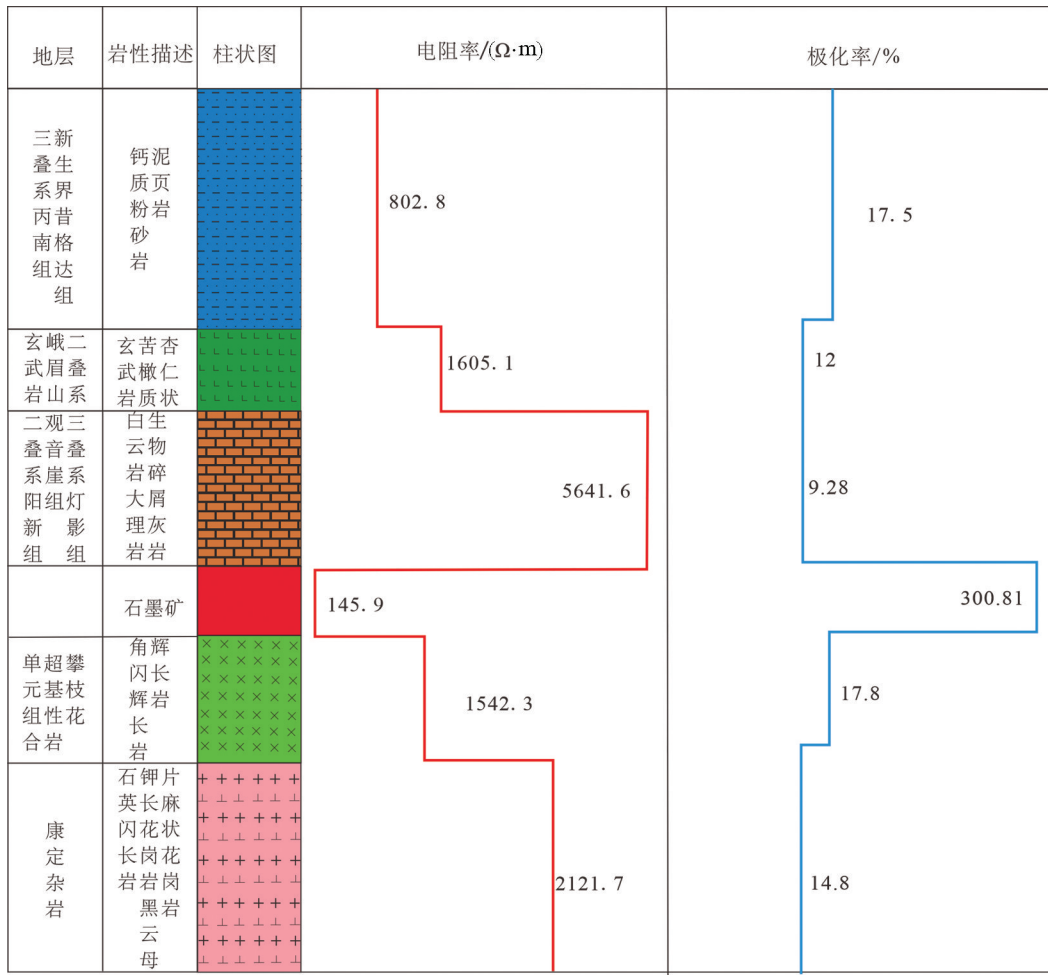 地层
岩性描述
柱状图
电阻率/(Ω·m)
极化率/%
新生界昔格达组
三叠系丙南组
泥页岩
钙质粉砂岩
802.8
17.5
二叠系
峨眉山
玄武岩
杏仁状
苦橄质
玄武岩
1605.1
12
三叠系灯影组
观音崖组
二叠系阳新组
生物碎屑灰岩
白云岩大理岩
5641.6
9.28
石墨矿
145.9
300.81
攀枝花
超基性岩
单元组合
辉长岩
角闪辉长岩
1542.3
17.8
康定杂岩
片麻状花岗岩
钾长花岗岩黑云母
石英闪长岩
2121.7
14.8